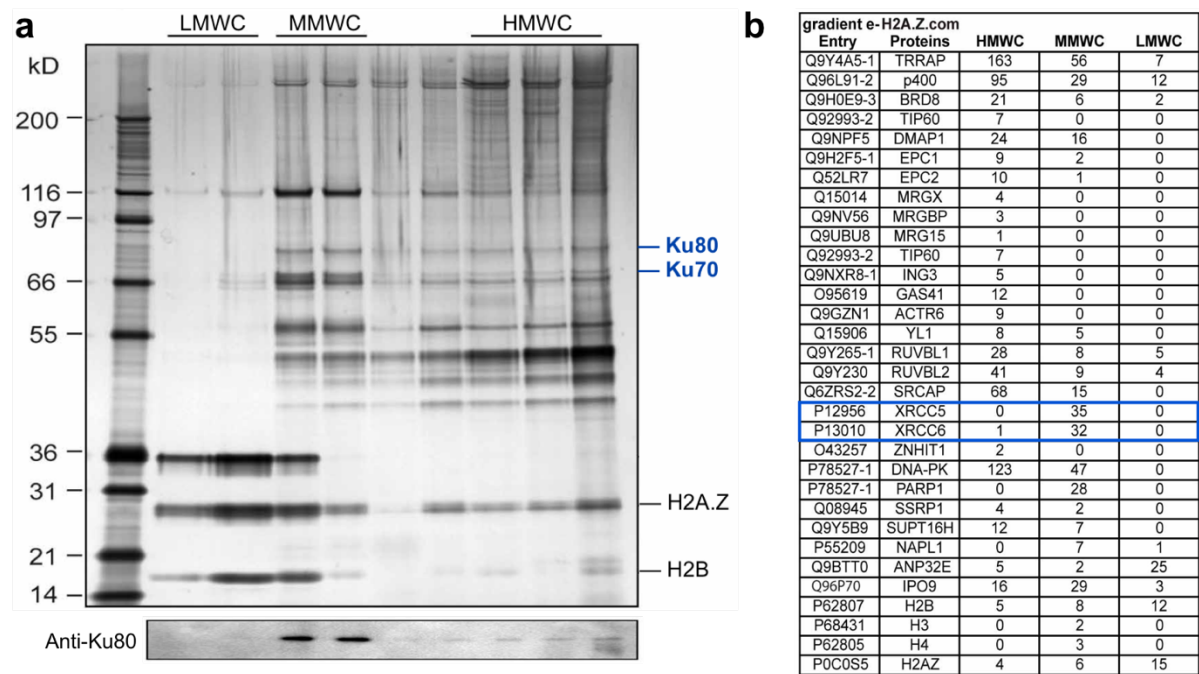 a
LMWC MMWC HMWC
kD
200
116
97
66
55
36
31
21
14
Ku80
Ku70
H2A.Z
H2B
Anti-Ku80
b
gradient e-H2A.Z.com
Entry Proteins HMWC MMWC LMWC
Q9Y4A5-1 TRRAP 163 56 7
Q96L91-2 p400 95 29 12
Q9H0E9-3 BRD8 21 6 2
Q92993-2 TIP60 7 0 0
Q9NPF5 DMAP1 24 16 0
Q9H2F5-1 EPC1 9 2 0
Q52LR7 EPC2 10 1 0
Q15014 MRGX 4 0 0
Q9NV56 MRGBP 3 0 0
Q9UBU8 MRG15 1 0 0
Q92993-2 TIP60 7 0 0
Q9NXR8-1 ING3 5 0 0
O95619 GAS41 12 0 0
Q9GZN1 ACTR6 9 0 0
Q15906 YL1 8 5 0
Q9Y265-1 RUVBL1 28 8 5
Q9Y230 RUVBL2 41 9 4
Q6ZRS2-2 SRCAP 68 15 0
P12956 XRCC5 0 35 0
P13010 XRCC6 1 32 0
O43257 ZNHIT1 2 0 0
P78527-1 DNA-PK 123 47 0
P78527-1 PARP1 0 28 0
Q08945 SSRP1 4 2 0
Q9Y5B9 SUPT16H 12 7 0
P55209 NAPL1 0 7 1
Q9BTT0 ANP32E 5 2 25
Q96P70 IPO9 16 29 3
P62807 H2B 5 8 12
P68431 H3 0 2 0
P62805 H4 0 3 0
P0C0S5 H2AZ 4 6 15